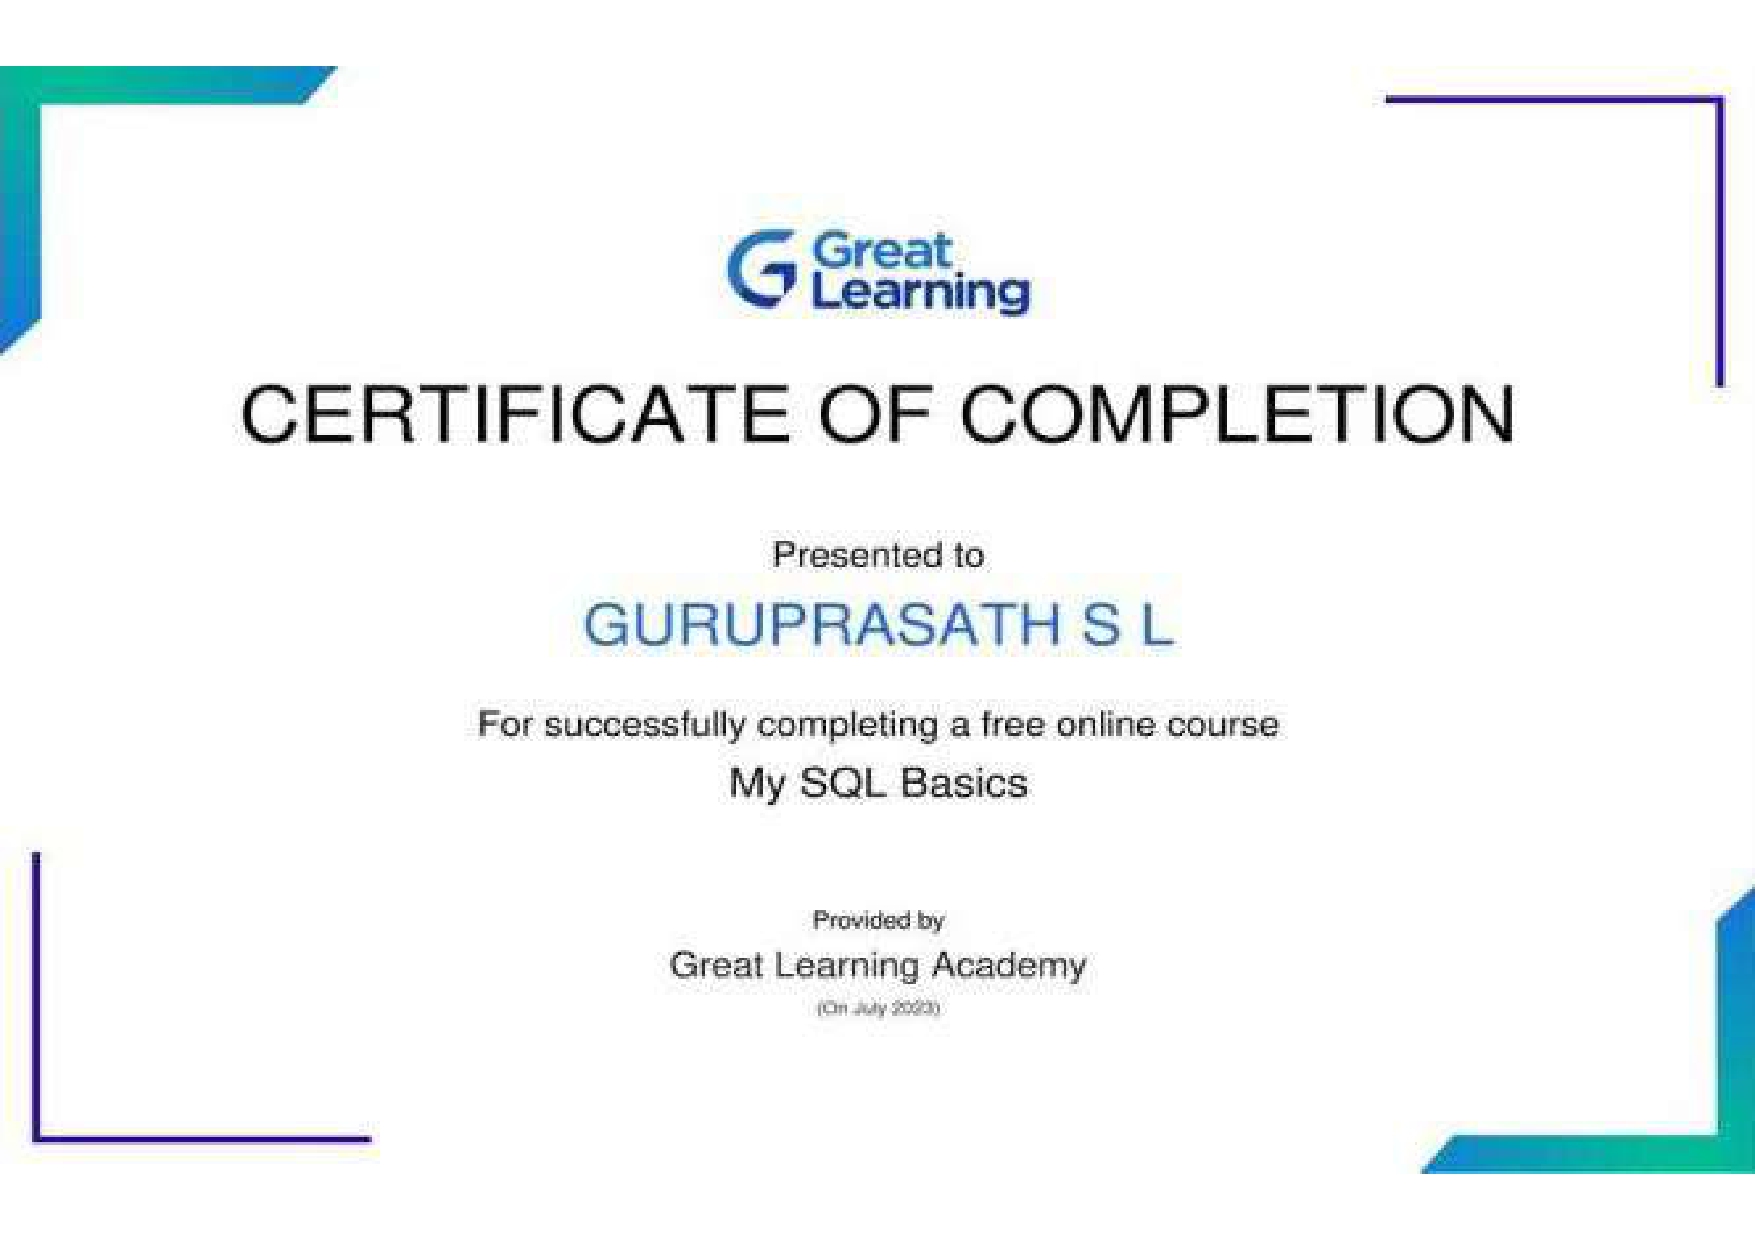 Great
Learning
CERTIFICATE OF COMPLETION
Presented to
GURUPRASATH S L
For successfully completing a free online course
My SQL Basics
Provided by
Great Learning Academy
(On July 2023)